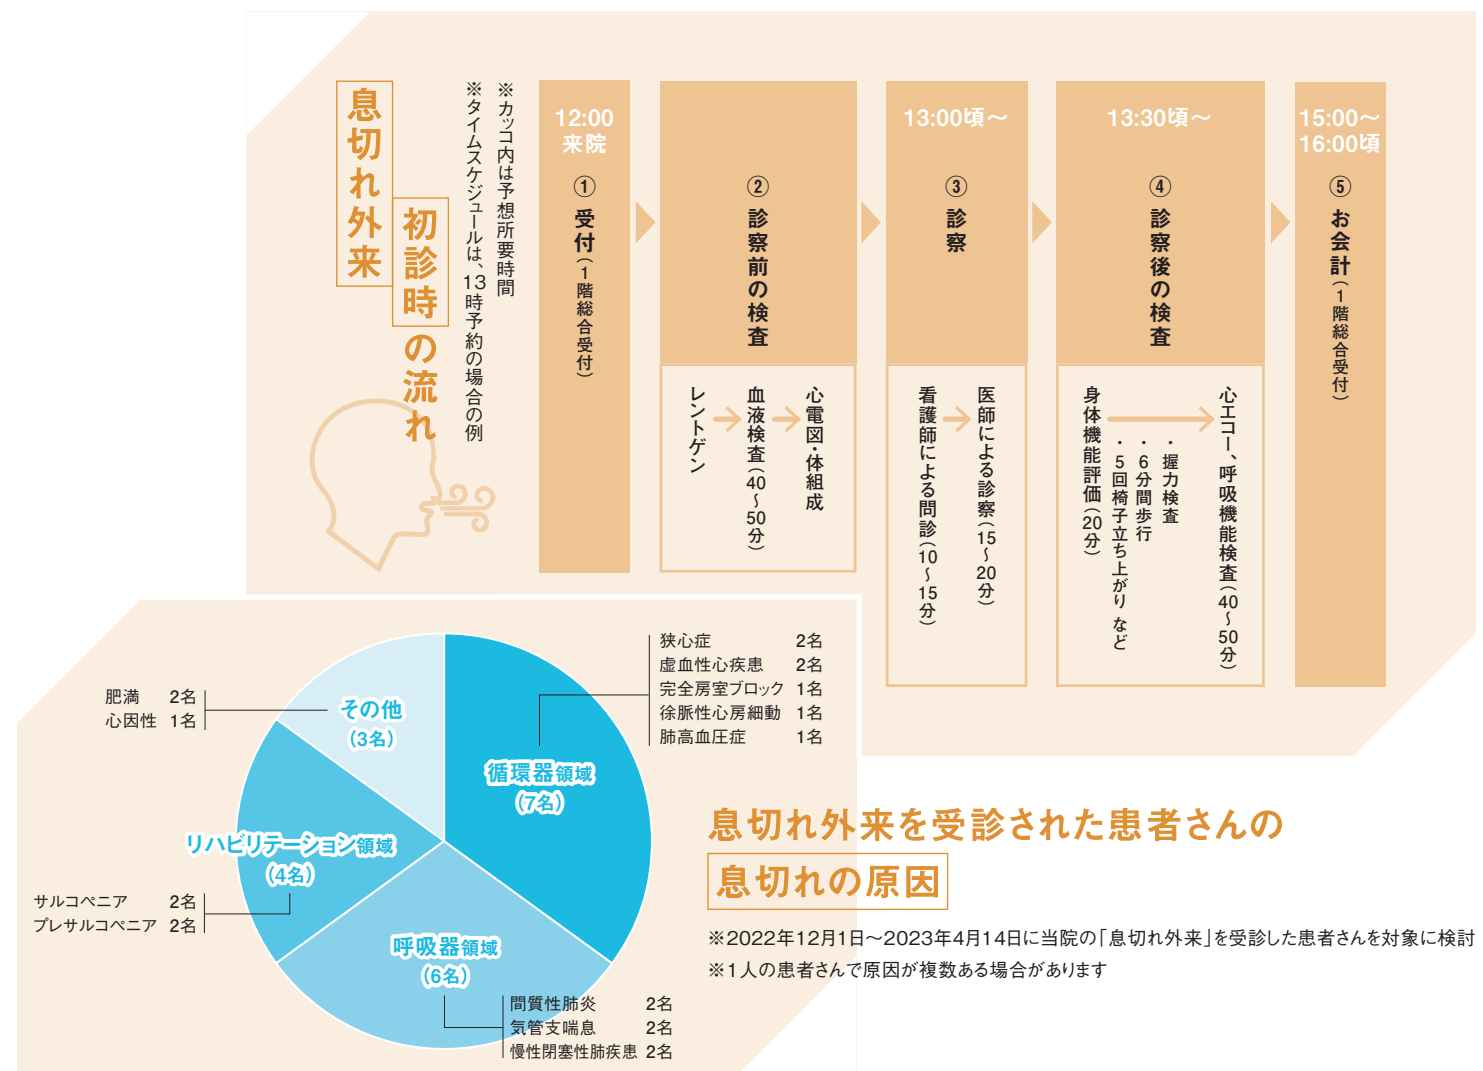 息切れ外来
初診時の流れ
※カッコ内は予想所要時間
※タイムスケジュールは、13時予約の場合の例
12:00
来院
①受付(1階総合受付)
②診察前の検査
レントゲン
血液検査(40〜50分)
心電図・体組成
13:00頃〜
③診察
看護師による問診(10〜15分)
医師による診察(15〜20分)
13:30頃〜
④診察後の検査
身体機能評価(20分)
・5回椅子立ち上がり など
・6分間歩行
・握力検査
心エコー、呼吸機能検査(40〜50分)
15:00〜
16:00頃
⑤お会計(1階総合受付)
息切れ外来を受診された患者さんの
息切れの原因
※2022年12月1日〜2023年4月14日に当院の「息切れ外来」を受診した患者さんを対象に検討
※1人の患者さんで原因が複数ある場合があります
循環器領域
(7名)
狭心症 2名
虚血性心疾患 2名
完全房室ブロック 1名
徐脈性心房細動 1名
肺高血圧症 1名
呼吸器領域
(6名)
間質性肺炎 2名
気管支喘息 2名
慢性閉塞性肺疾患 2名
リハビリテーション領域
(4名)
サルコペニア 2名
プレサルコペニア 2名
その他
(3名)
肥満 2名
心因性 1名